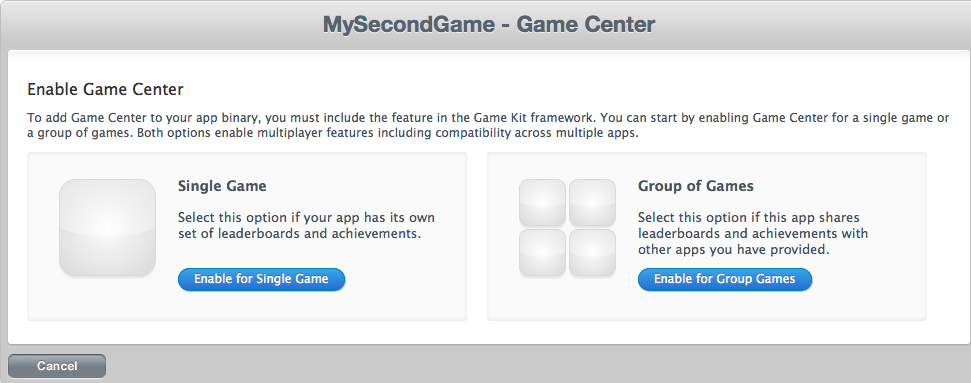 MySecondGame - Game Center
Enable Game Center
To add Game Center to your app binary, you must include the feature in the Game Kit framework. You can start by enabling Game Center for a single game or
a group of games. Both options enable multiplayer features including compatibility across multiple apps.
Single Game
Select this option if your app has its own
set of leaderboards and achievements.
Enable for Single Game
Group of Games
Select this option if this app shares
leaderboards and achievements with
other apps you have provided.
Enable for Group Games
Cancel